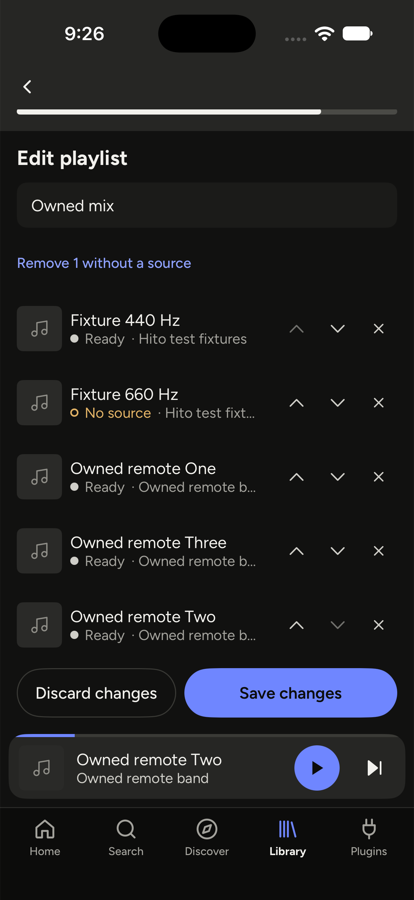 9:26
Edit playlist
Owned mix
Remove 1 without a source
Fixture 440 Hz
Ready · Hito test fixtures
Fixture 660 Hz
No source · Hito test fixt...
Owned remote One
Ready · Owned remote b...
Owned remote Three
Ready · Owned remote b...
Owned remote Two
Ready · Owned remote b...
Discard changes
Save changes
Owned remote Two
Owned remote band
Home
Search
Discover
Library
Plugins